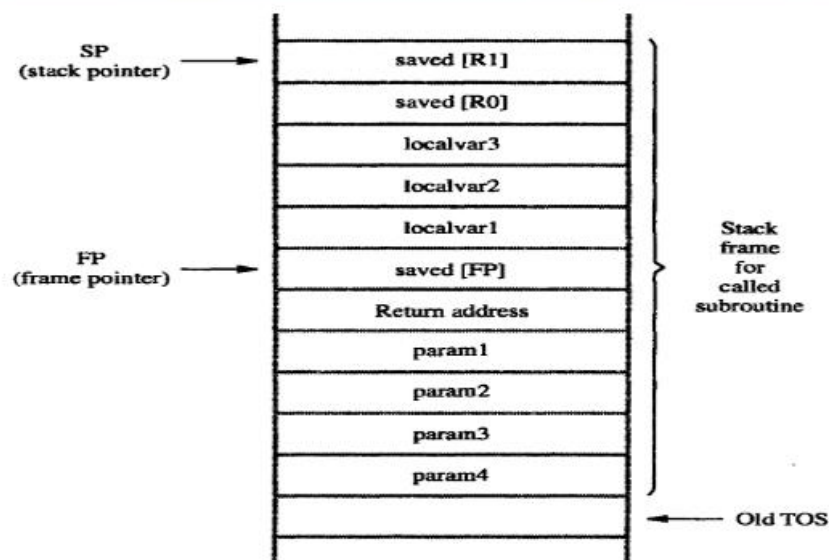 SP
(stack pointer)
saved [R1]
saved [R0]
localvar3
localvar2
localvar1
FP
(frame pointer)
saved [FP]
Return address
param1
param2
param3
param4
Stack
frame
for
called
subroutine
Old TOS